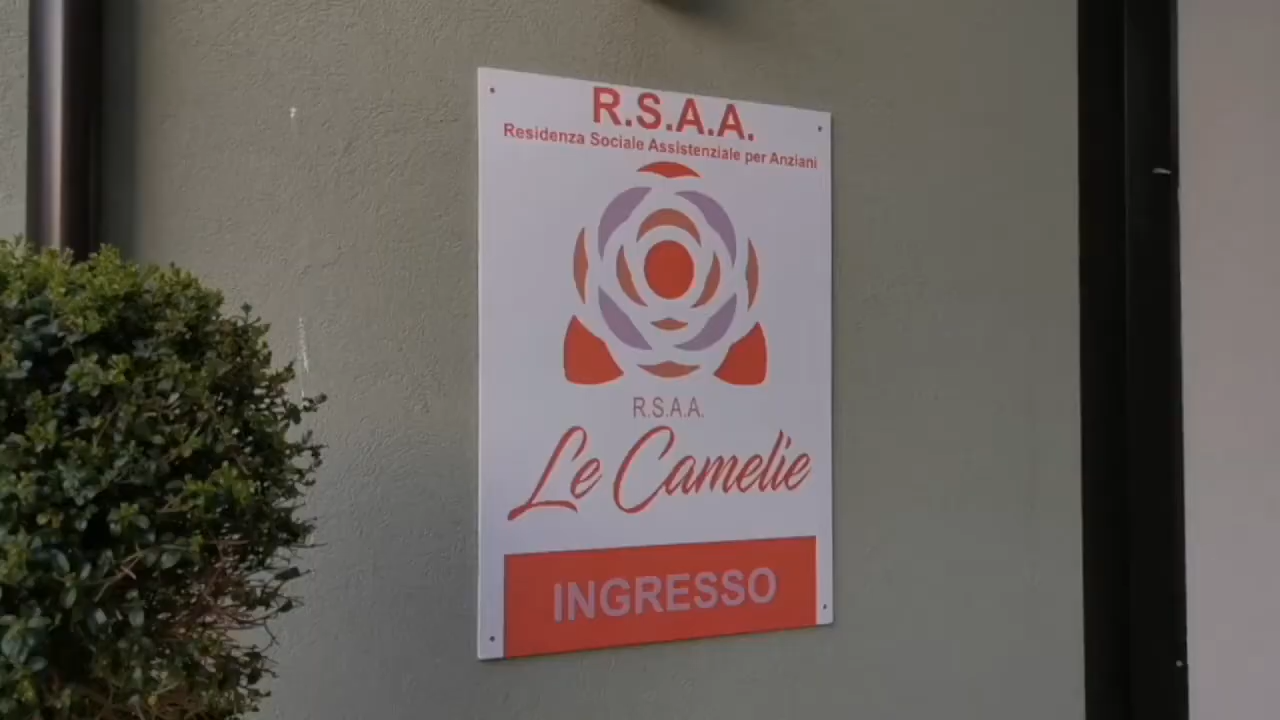 R.S.A.A.
Residenza Sociale Assistenziale per Anziani
R.S.A.A.
Le Camelie
INGRESSO